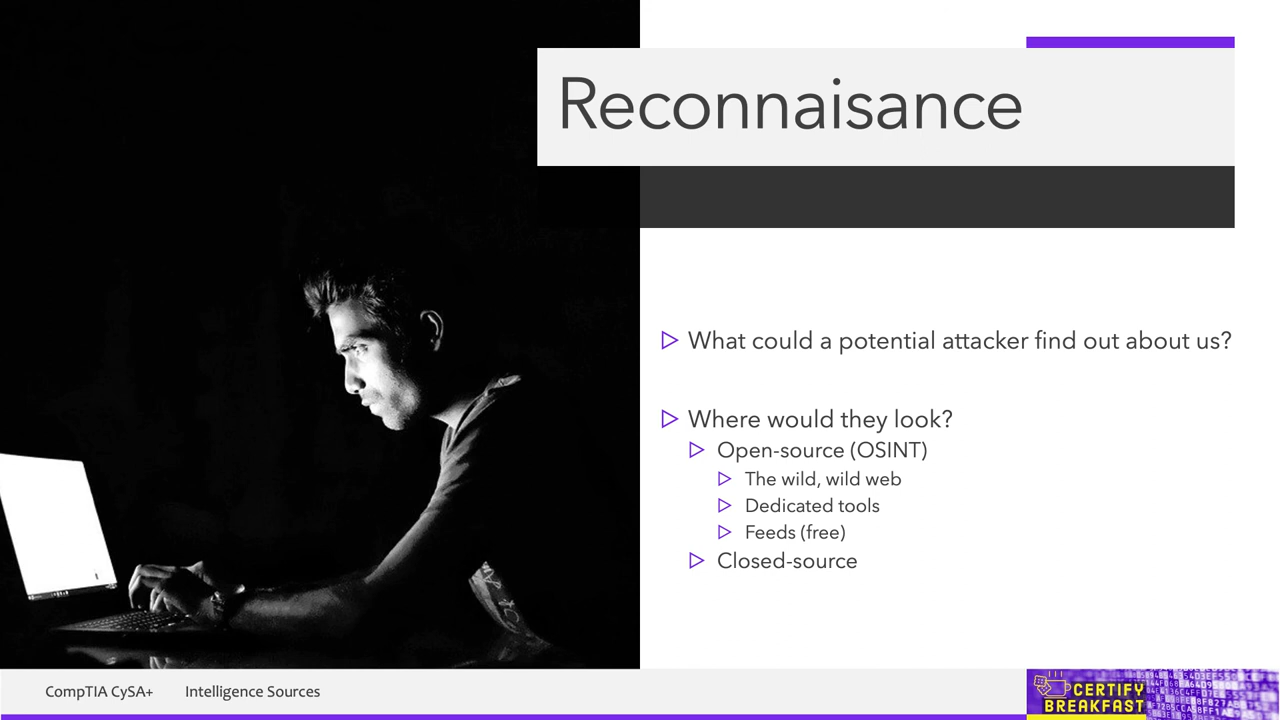 Reconnaisance
What could a potential attacker find out about us?
Where would they look?
Open-source (OSINT)
The wild, wild web
Dedicated tools
Feeds (free)
Closed-source
CompTIA CySA+ Intelligence Sources
CERTIFY
BREAKFAST